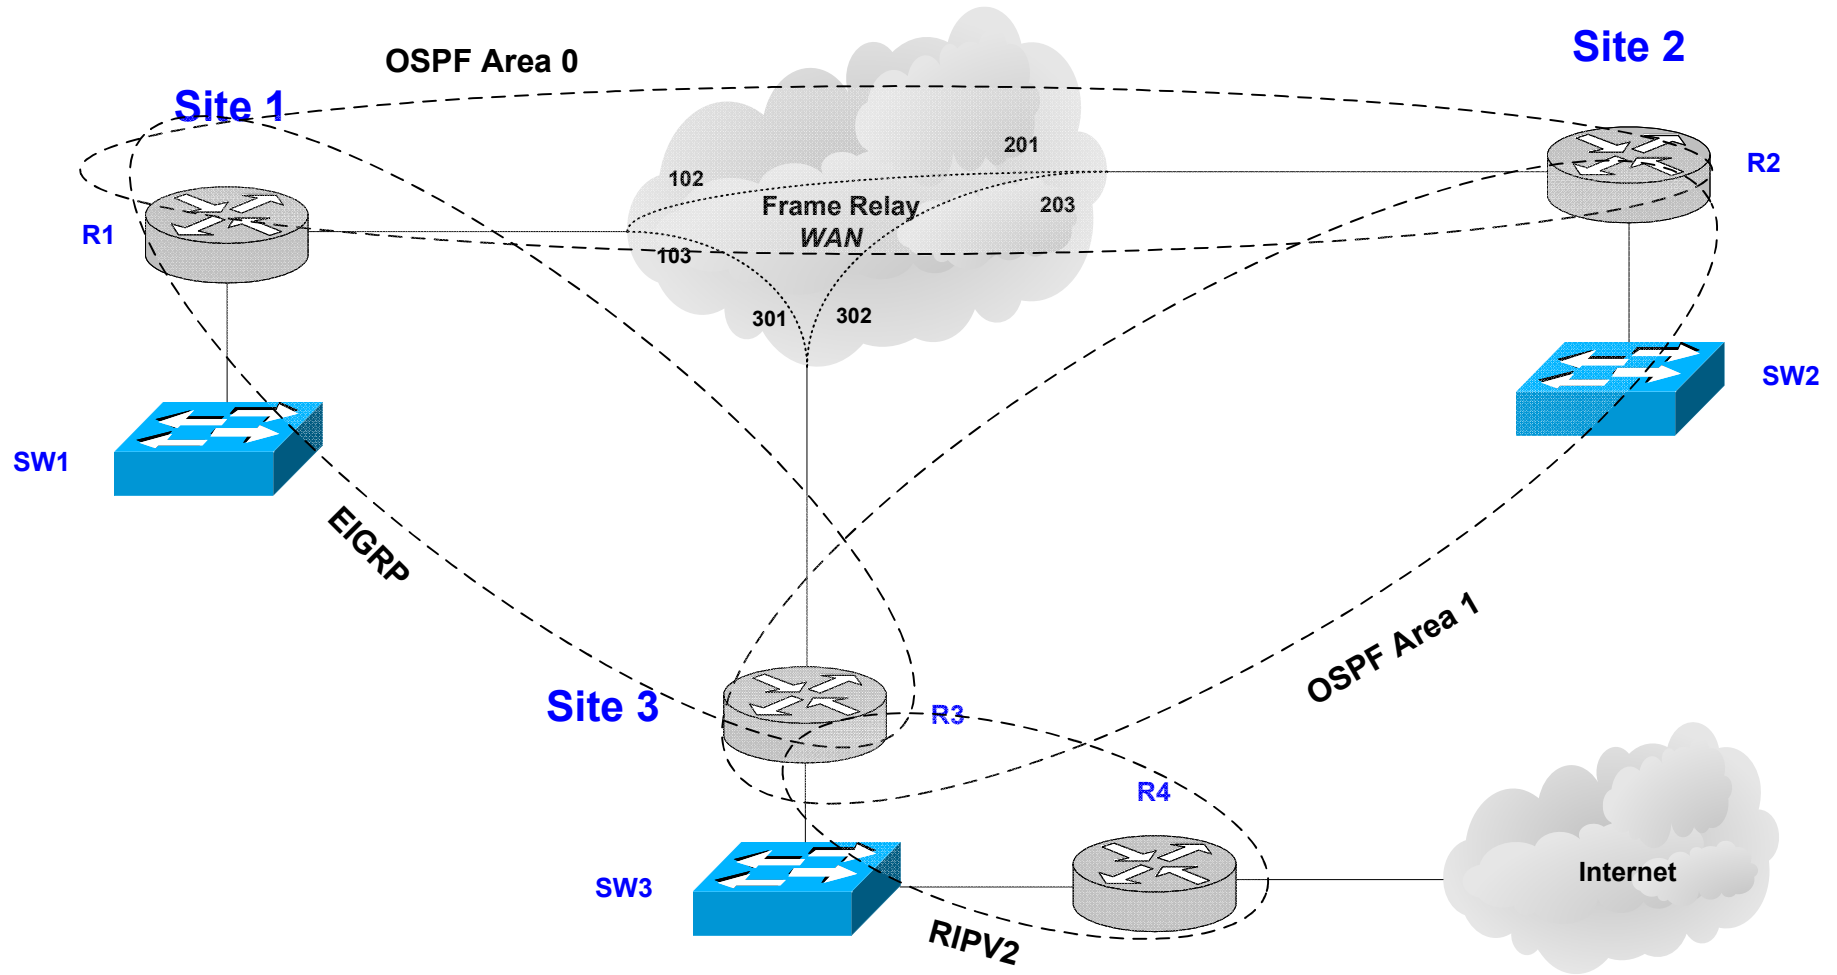 Site 2
OSPF Area 0
Site 1
201
R2
102
203
Frame Relay
WAN
R1
103
301
302
SW2
SW1
EIGRP
OSPF Area 1
Site 3
R3
R4
Internet
SW3
RIPV2